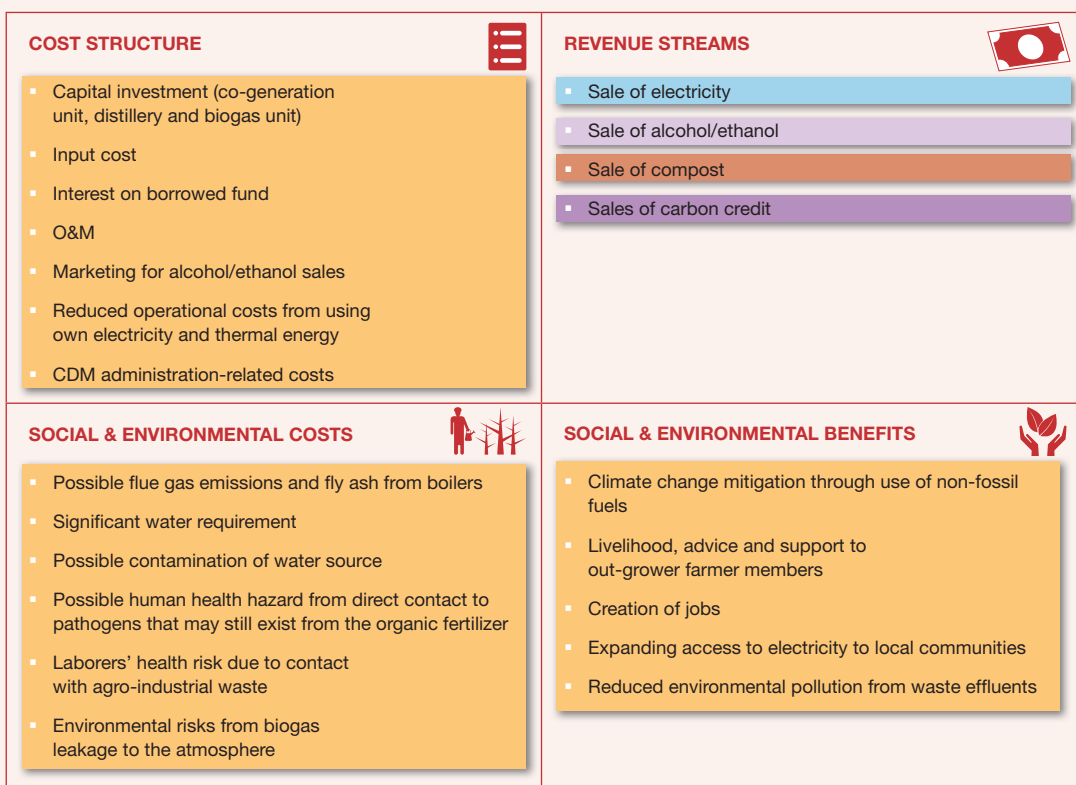 COST STRUCTURE
Capital investment (co-generation
unit, distillery and biogas unit)
Input cost
Interest on borrowed fund
O&M
Marketing for alcohol/ethanol sales
Reduced operational costs from using
own electricity and thermal energy
CDM administration-related costs
REVENUE STREAMS
Sale of electricity
Sale of alcohol/ethanol
Sale of compost
Sales of carbon credit
SOCIAL & ENVIRONMENTAL COSTS
Possible flue gas emissions and fly ash from boilers
Significant water requirement
Possible contamination of water source
Possible human health hazard from direct contact to
pathogens that may still exist from the organic fertilizer
Laborers’ health risk due to contact
with agro-industrial waste
Environmental risks from biogas
leakage to the atmosphere
SOCIAL & ENVIRONMENTAL BENEFITS
Climate change mitigation through use of non-fossil
fuels
Livelihood, advice and support to
out-grower farmer members
Creation of jobs
Expanding access to electricity to local communities
Reduced environmental pollution from waste effluents